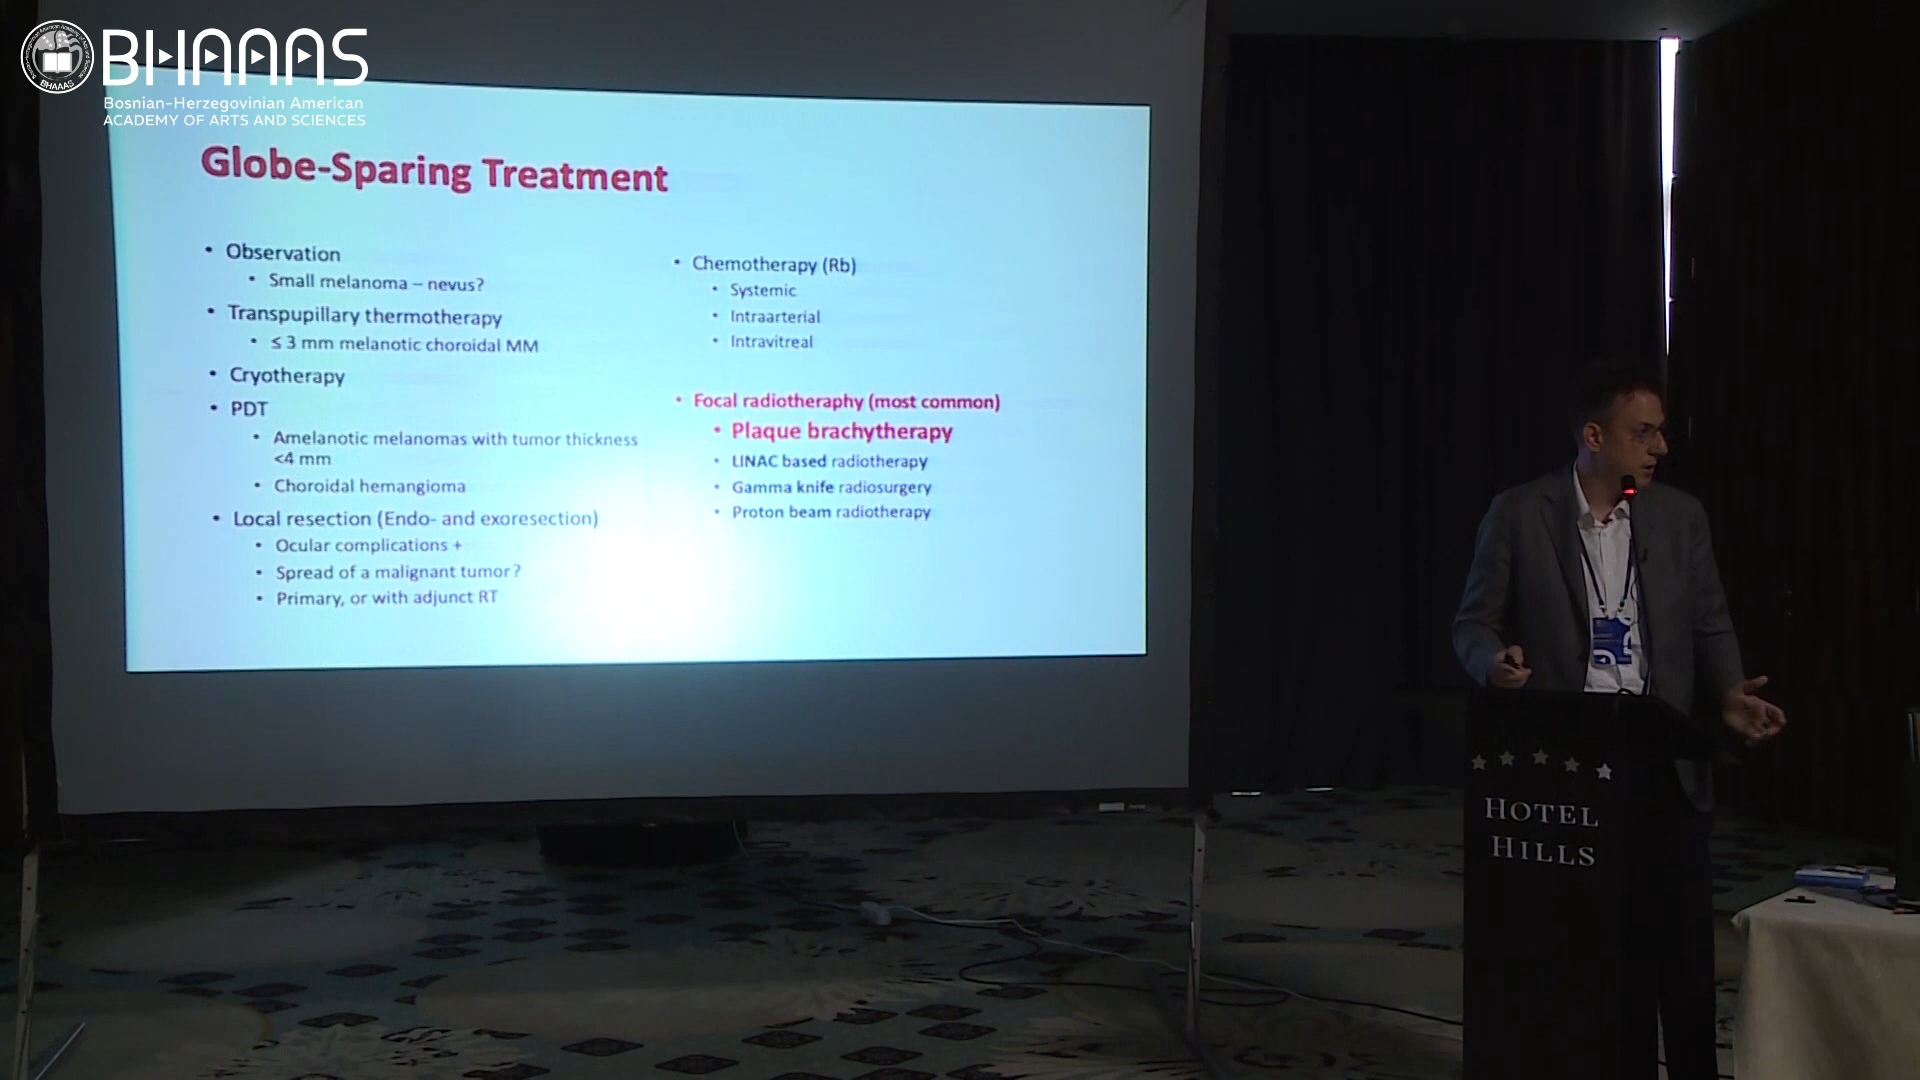 BHAAAS
Bosnian-Herzegovinian American
ACADEMY OF ARTS AND SCIENCES
BHAAAS
Globe-Sparing Treatment
• Observation
• Small melanoma – nevus?
• Transpupillary thermotherapy
• ≤ 3 mm melanotic choroidal MM
• Cryotherapy
• PDT
• Amelanotic melanomas with tumor thickness
<4 mm
• Choroidal hemangioma
• Local resection (Endo- and exoresection)
• Ocular complications +
• Spread of a malignant tumor?
• Primary, or with adjunct RT
• Chemotherapy (Rb)
• Systemic
• Intraarterial
• Intravitreal
• Focal radiotheraphy (most common)
• Plaque brachytherapy
• LINAC based radiotherapy
• Gamma knife radiosurgery
• Proton beam radiotherapy
HOTEL
HILLS